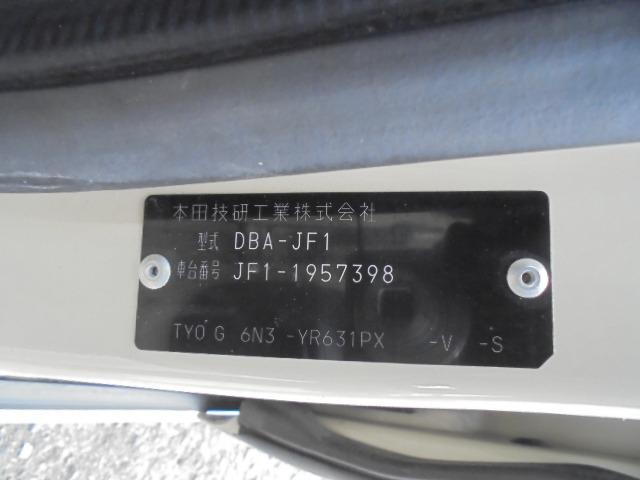 本田技研工業株式会社
型式 DBA-JF1
車台番号 JF1-1957398
TYO G 6N3 -YR631PX -V -S